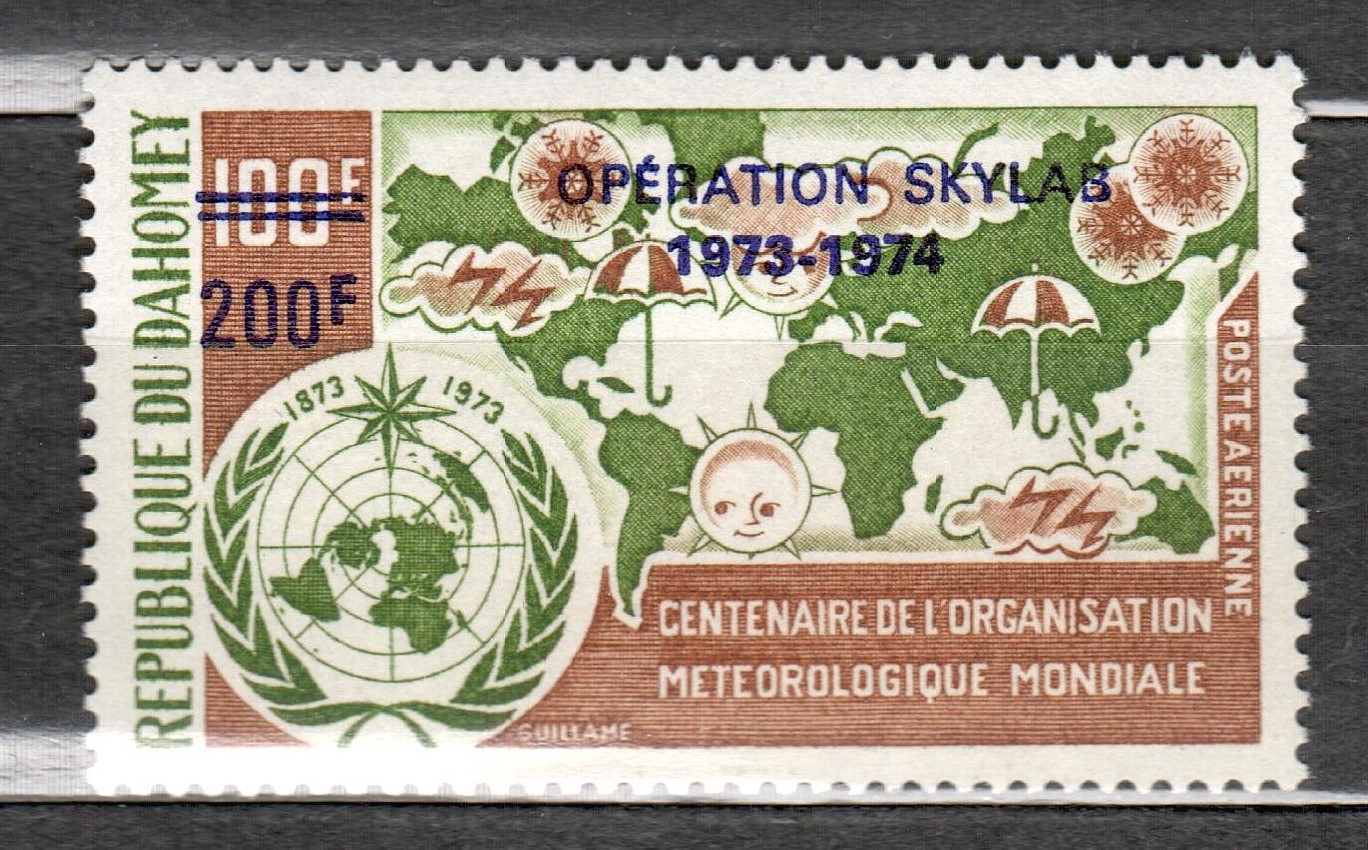 REPUBLIQUE DU DAHOMEY
100F
200F
OPÉRATION SKYLAB
1973-1974
1873 1973
POSTE AERIENNE
CENTENAIRE DE L'ORGANISATION
METEOROLOGIQUE MONDIALE
GUILLAME